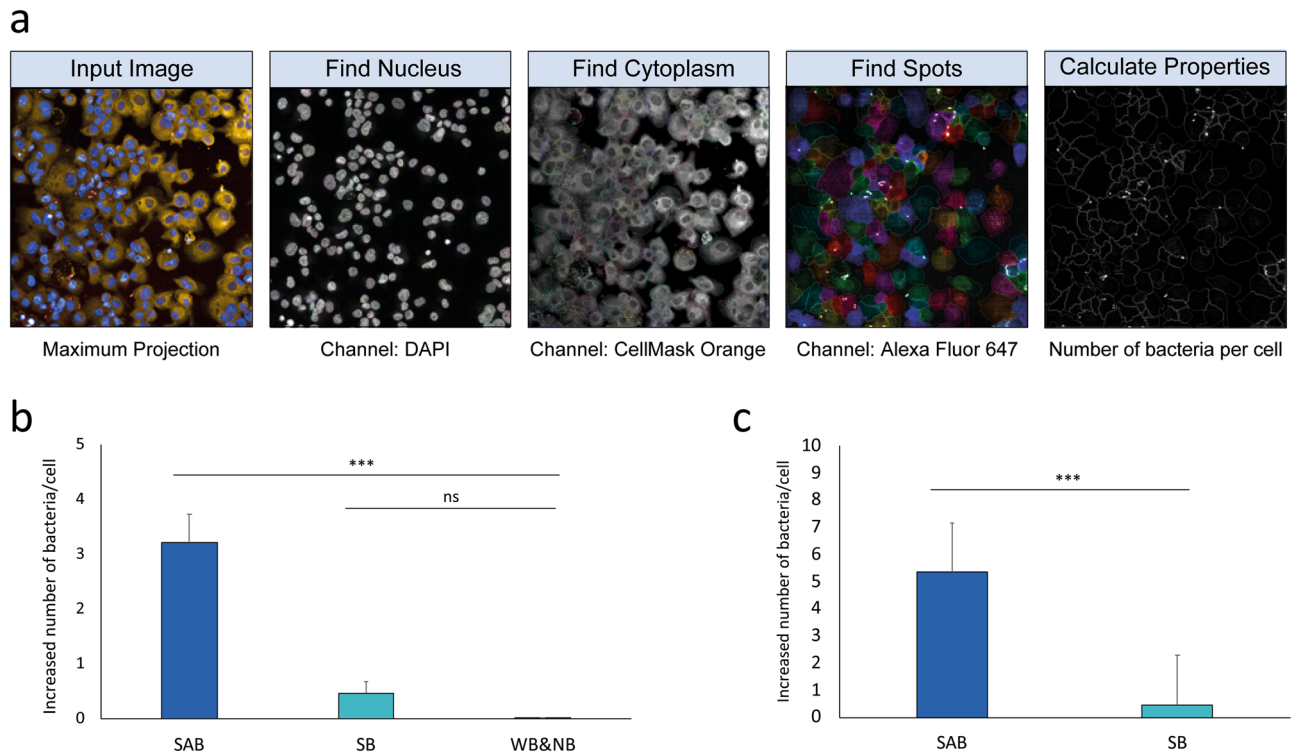 a
Input Image
Find Nucleus
Find Cytoplasm
Find Spots
Calculate Properties
Maximum Projection
Channel: DAPI
Channel: CellMask Orange
Channel: Alexa Fluor 647
Number of bacteria per cell
b
Increased number of bacteria/cell
5
4
3
2
1
0
***
ns
SAB
SB
WB&NB
c
Increased number of bacteria/cell
10
9
8
7
6
5
4
3
2
1
0
***
SAB
SB